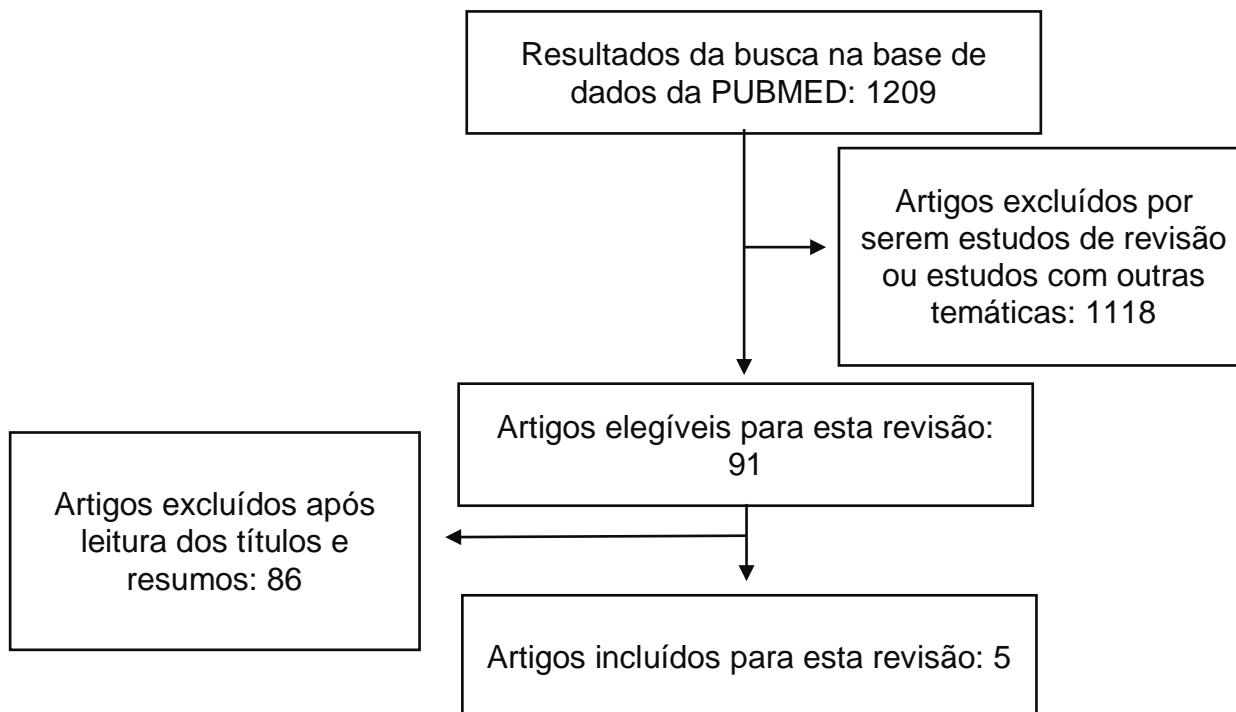 Resultados da busca na base de
dados da PUBMED: 1209
Artigos excluídos por
serem estudos de revisão
ou estudos com outras
temáticas: 1118
Artigos elegíveis para esta revisão:
91
Artigos excluídos após
leitura dos títulos e
resumos: 86
Artigos incluídos para esta revisão: 5